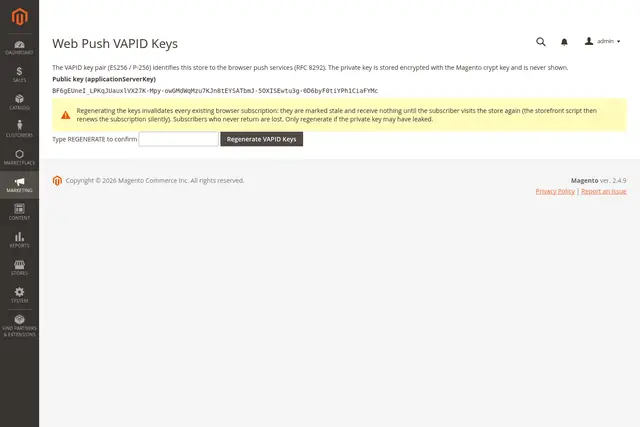 Web Push VAPID Keys
admin
The VAPID key pair (ES256 / P-256) identifies this store to the browser push services (RFC 8292). The private key is stored encrypted with the Magento crypt key and is never shown.
Public key (applicationServerKey)
Regenerating the keys invalidates every existing browser subscription: they are marked stale and receive nothing until the subscriber visits the store again (the storefront script then
renews the subscription silently). Subscribers who never return are lost. Only regenerate if the private key may have leaked.
Type REGENERATE to confirm
Regenerate VAPID Keys
DASHBOARD
SALES
CATALOG
CUSTOMERS
MARKETPLACE
MARKETING
CONTENT
REPORTS
STORES
SYSTEM
FIND PARTNERS
& EXTENSIONS
Copyright © 2026 Magento Commerce Inc. All rights reserved.
Magento ver. 2.4.9
Privacy Policy | Report an Issue